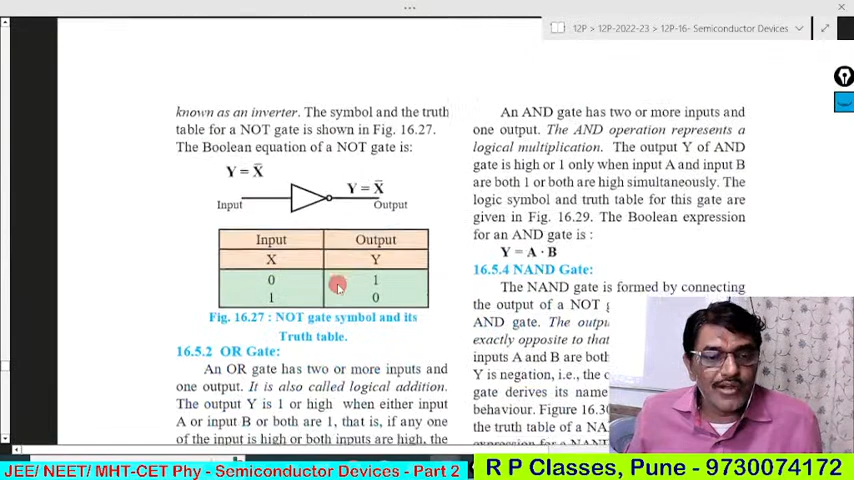 12P > 12P-2022-23 > 12P-16- Semiconductor Devices
known as an inverter. The symbol and the truth
table for a NOT gate is shown in Fig. 16.27.
The Boolean equation of a NOT gate is:
Y = X̅
Y = X̅
Input
Output
Input Output
X Y
0 1
1 0
Fig. 16.27 : NOT gate symbol and its
Truth table.
16.5.2 OR Gate:
An OR gate has two or more inputs and
one output. It is also called logical addition.
The output Y is 1 or high when either input
A or input B or both are 1, that is, if any one
of the input is high or both inputs are high, the
An AND gate has two or more inputs and
one output. The AND operation represents a
logical multiplication. The output Y of AND
gate is high or 1 only when input A and input B
are both 1 or both are high simultaneously. The
logic symbol and truth table for this gate are
given in Fig. 16.29. The Boolean expression
for an AND gate is :
Y = A · B
16.5.4 NAND Gate:
The NAND gate is formed by connecting
the output of a NOT
AND gate. The
exactly opposite to that
inputs A and B are both
Y is negation, i.e., the
gate derives its name
behaviour. Figure
the truth table of a
JEE/ NEET/ MHT-CET Phy - Semiconductor Devices - Part 2
R P Classes, Pune - 9730074172